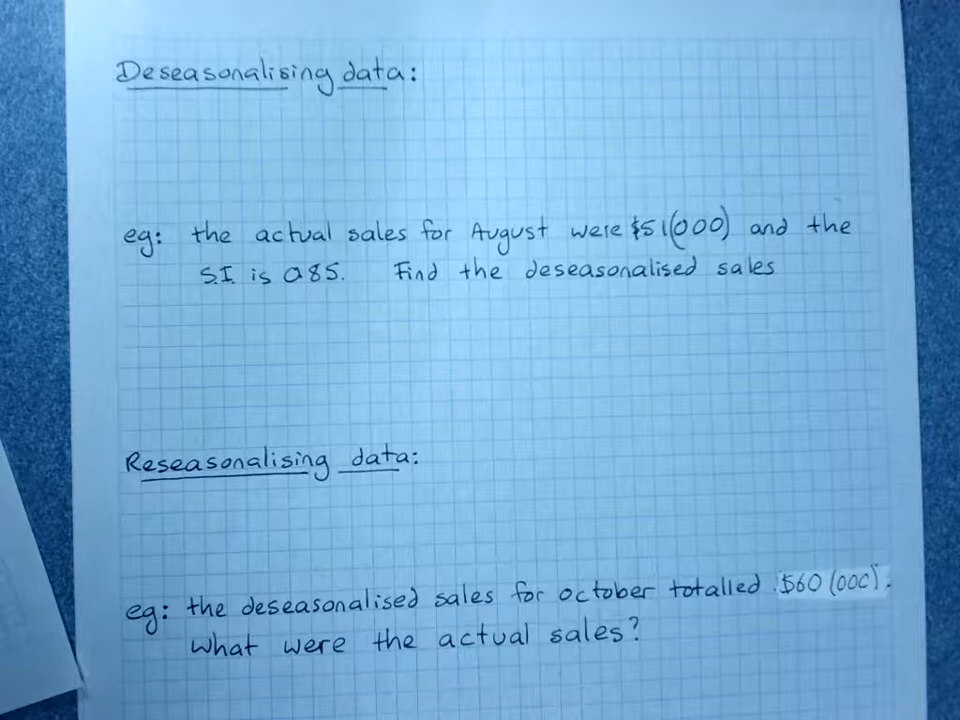 Deseasonalising data:
eg: the actual sales for August were $51(000) and the
S.I. is 0.85. Find the deseasonalised sales
Reseasonalising data:
eg: the deseasonalised sales for october totalled $60(000).
What were the actual sales?